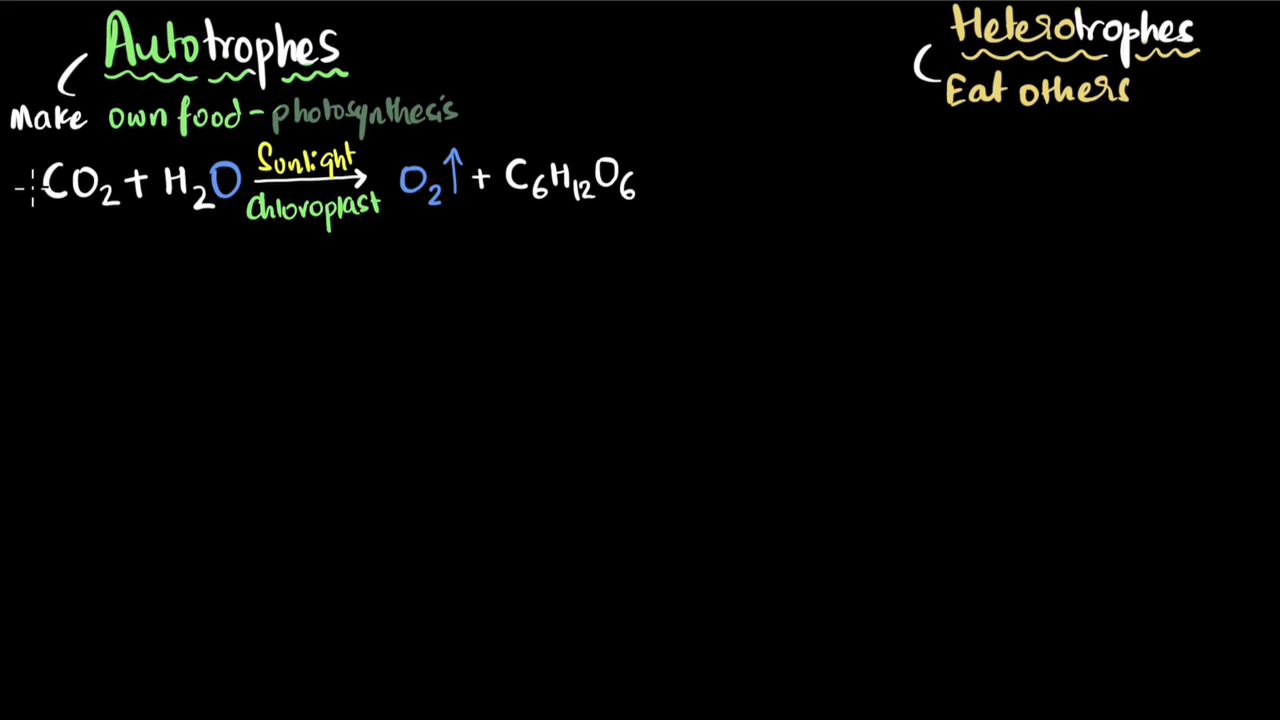 Autotrophes
Make own food - photosynthesis
CO₂ + H₂O Sunlight → Chloroplast O₂↑ + C₆H₁₂O₆
Heterotrophes
Eat others